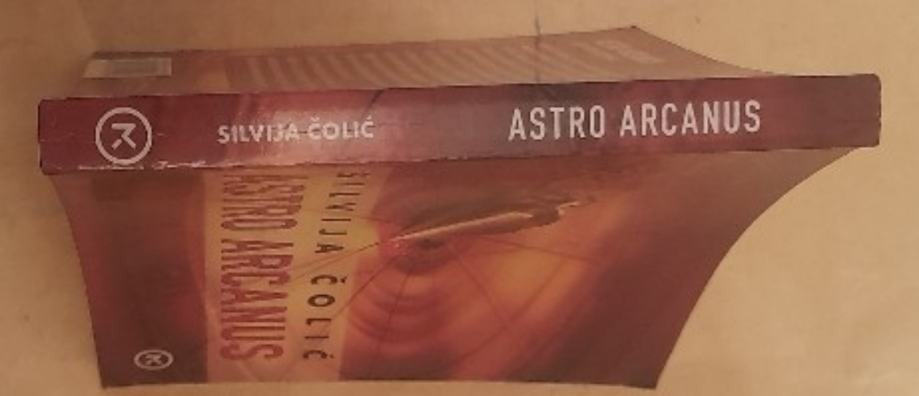 SILVIJA ČOLIĆ
ASTRO ARCANUS
SILVIJA ČOLIĆ
ASTRO ARCANUS